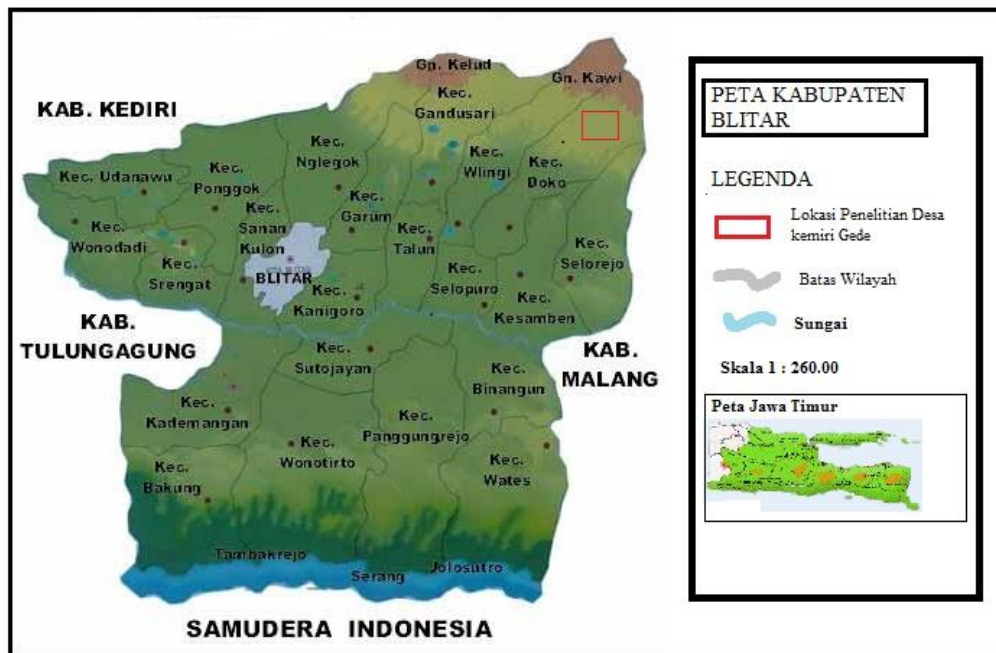 Gn. Kelud
Gn. Kawi
KAB. KEDIRI
Kec.
Gandusari
Kec.
Nglegok
Kec.
Wlingi
Kec.
Doko
Kec. Udanawu
Kec.
Ponggok
Kec.
Garum
Kec.
Wonodadi
Kec.
Sanan
Kulon
Kec.
Talun
Kec.
Selorejo
Kec.
Srengat
BLITAR
Kec.
Selopuro
Kec.
Kanigoro
Kec.
Kesamben
KAB.
TULUNGAGUNG
Kec.
Sutojayan
KAB.
MALANG
Kec.
Binangun
Kec.
Kademangan
Kec.
Panggungrejo
Kec.
Wonotirto
Kec.
Wates
Kec.
Bakung
Tambakrejo
Serang
Jolosutro
SAMUDERA INDONESIA
PETA KABUPATEN
BLITAR
LEGENDA
Lokasi Penelitian Desa
kemiri Gede
Batas Wilayah
Sungai
Skala 1 : 260.00
Peta Jawa Timur